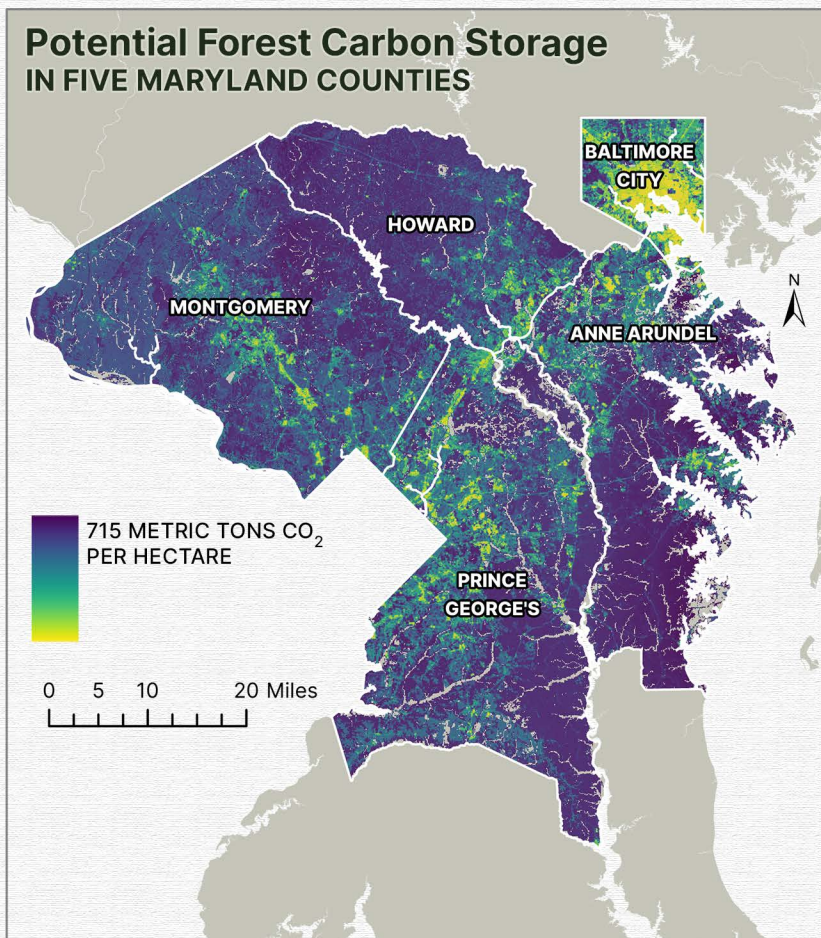 Potential Forest Carbon Storage
IN FIVE MARYLAND COUNTIES
BALTIMORE
CITY
HOWARD
MONTGOMERY
ANNE ARUNDEL
N
715 METRIC TONS CO₂
PER HECTARE
PRINCE
GEORGE'S
0 5 10 20 Miles